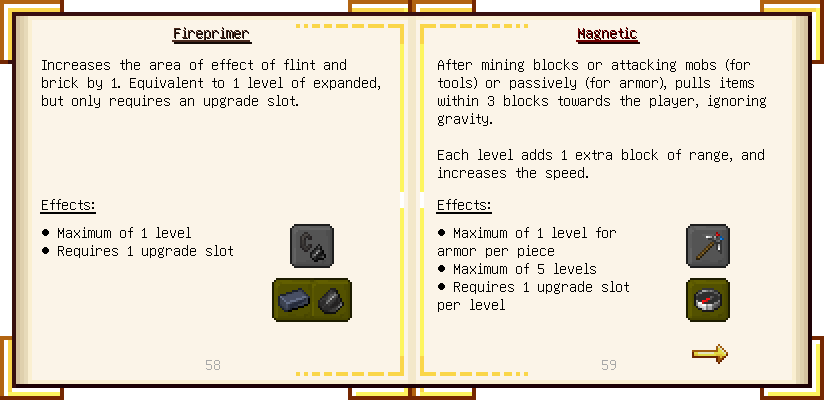 Fireprimer
Increases the area of effect of flint and
brick by 1. Equivalent to 1 level of expanded,
but only requires an upgrade slot.
Effects:
● Maximum of 1 level
● Requires 1 upgrade slot
58
Magnetic
After mining blocks or attacking mobs (for
tools) or passively (for armor), pulls items
within 3 blocks towards the player, ignoring
gravity.
Each level adds 1 extra block of range, and
increases the speed.
Effects:
● Maximum of 1 level for
armor per piece
● Maximum of 5 levels
● Requires 1 upgrade slot
per level
59